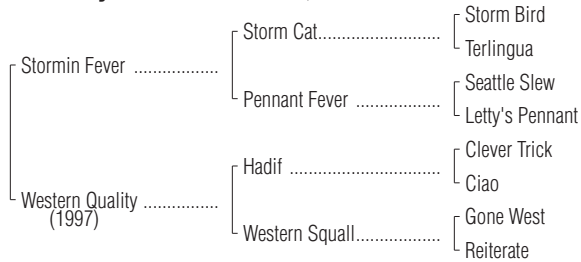 Storm Bird
Storm Cat..................................
Terlingua
Stormin Fever ..................
Seattle Slew
Pennant Fever ........................
Letty's Pennant
Clever Trick
Hadif ...........................................
Ciao
Western Quality ................
(1997)
Gone West
Western Squall........................
Reiterate